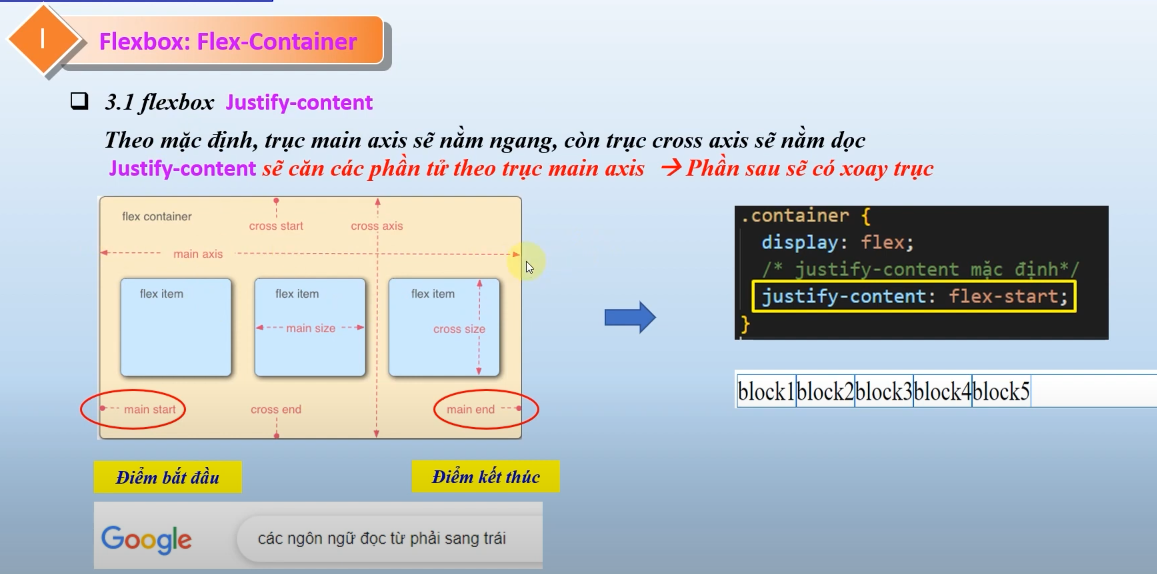 I
Flexbox: Flex-Container
3.1 flexbox Justify-content
Theo mặc định, trục main axis sẽ nằm ngang, còn trục cross axis sẽ nằm dọc
Justify-content sẽ căn các phần tử theo trục main axis → Phần sau sẽ có xoay trục
flex container
cross start
cross axis
main axis
flex item
flex item
flex item
main size
cross size
main start
cross end
main end
Điểm bắt đầu
Điểm kết thúc
Google
các ngôn ngữ đọc từ phải sang trái
.container {
display: flex;
/* justify-content mặc định*/
justify-content: flex-start;
}
block1block2block3block4block5